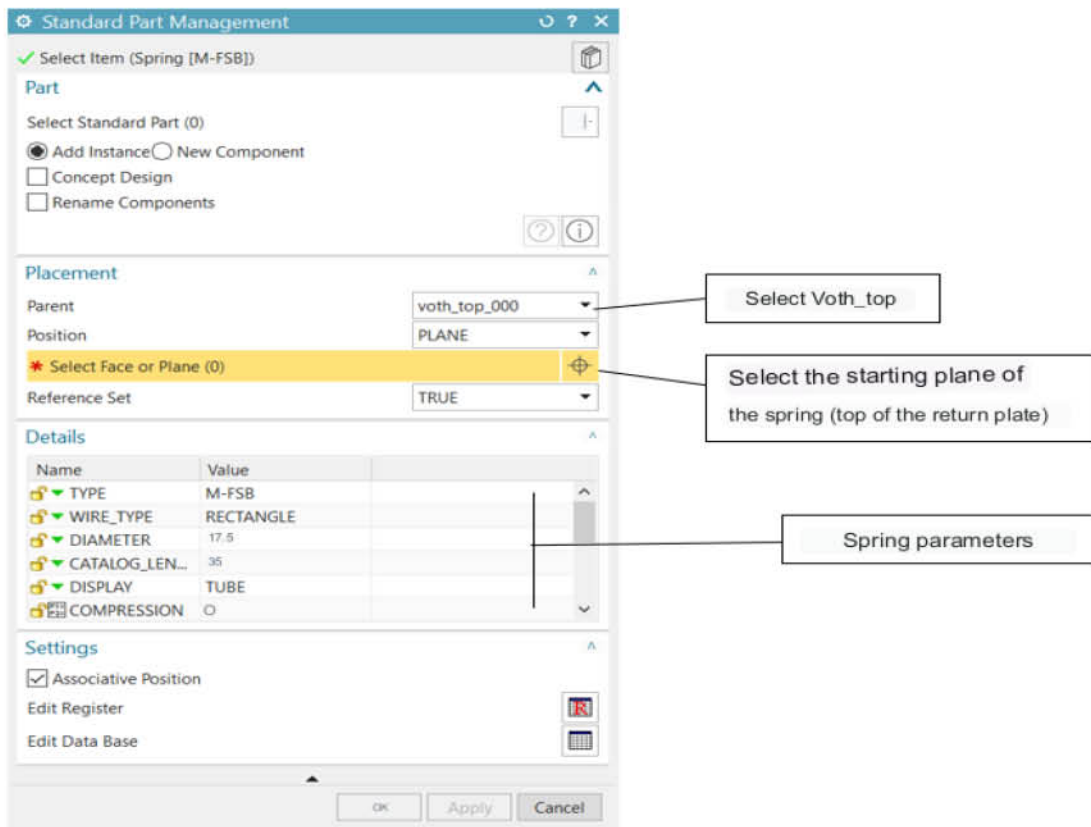 Standard Part Management
Select Item (Spring [M-FSB])
Part
Select Standard Part (0)
Add Instance New Component
Concept Design
Rename Components
Placement
Parent voth_top_000
Select Voth_top
Position PLANE
Select Face or Plane (0)
Select the starting plane of
the spring (top of the return plate)
Reference Set TRUE
Details
Name Value
TYPE M-FSB
WIRE_TYPE RECTANGLE
DIAMETER 17.5
CATALOG_LEN... 35
DISPLAY TUBE
COMPRESSION O
Spring parameters
Settings
Associative Position
Edit Register
Edit Data Base
OK Apply Cancel